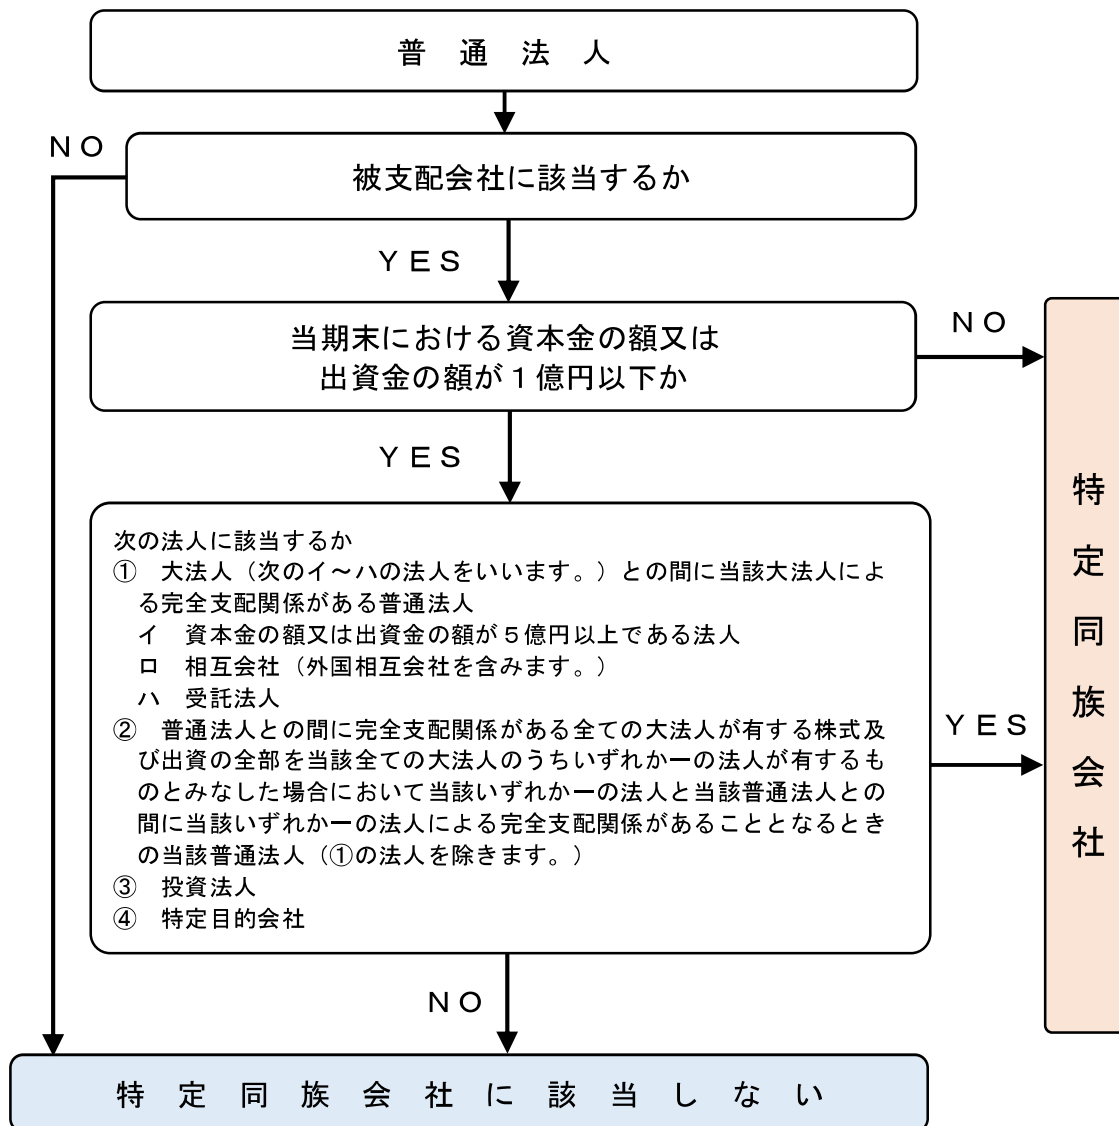 普通法人
NO
被支配会社に該当するか
YES
当期末における資本金の額又は
出資金の額が１億円以下か
NO
YES
次の法人に該当するか
① 大法人（次のイ～ハの法人をいいます。）との間に当該大法人によ
る完全支配関係がある普通法人
イ 資本金の額又は出資金の額が５億円以上である法人
ロ 相互会社（外国相互会社を含みます。）
ハ 受託法人
② 普通法人との間に完全支配関係がある全ての大法人が有する株式及
び出資の全部を当該全ての大法人のうちいずれか一の法人が有するも
のとみなした場合において当該いずれか一の法人と当該普通法人との
間に当該いずれか一の法人による完全支配関係があることとなるとき
の当該普通法人（①の法人を除きます。）
③ 投資法人
④ 特定目的会社
YES
特定同族会社
NO
特定同族会社に該当しない